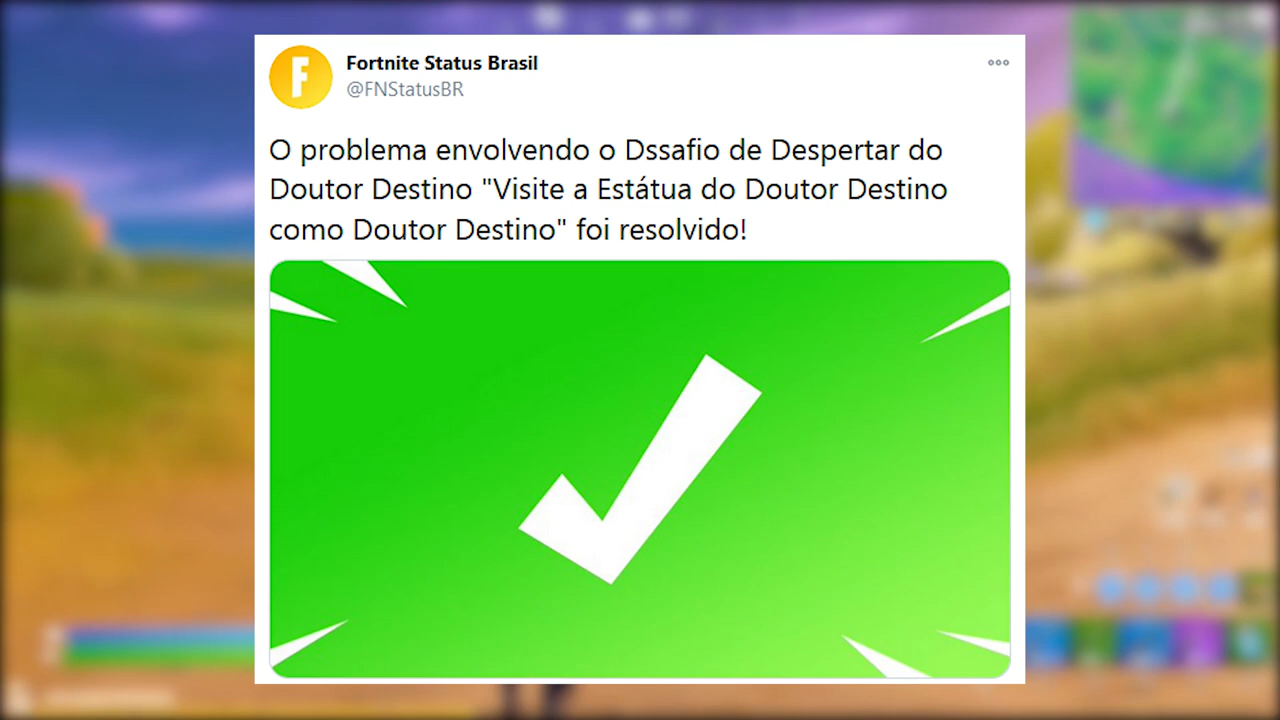 Fortnite Status Brasil
@FNStatusBR
O problema envolvendo o Dssafio de Despertar do
Doutor Destino "Visite a Estátua do Doutor Destino
como Doutor Destino" foi resolvido!